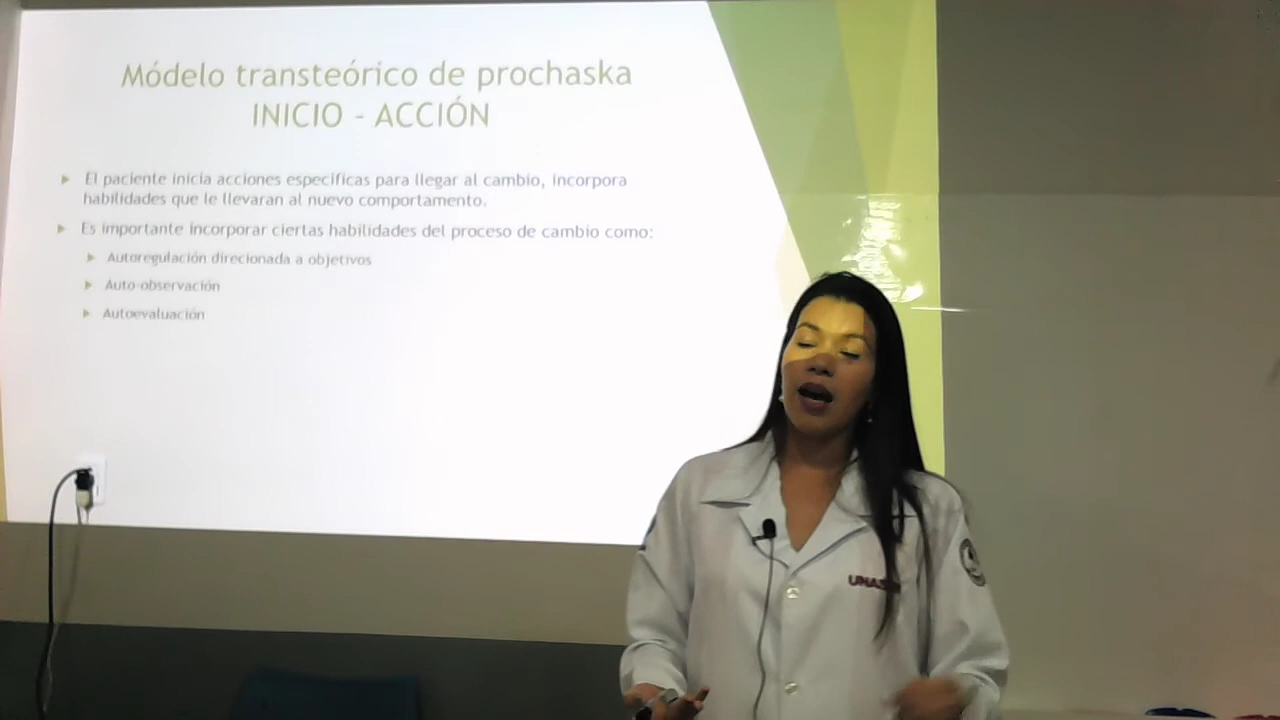 Módelo transteórico de prochaska
INICIO - ACCIÓN
El paciente inicia acciones específicas para llegar al cambio, incorpora
habilidades que le llevaran al nuevo comportamento.
Es importante incorporar ciertas habilidades del proceso de cambio como:
Autoregulación direcionada a objetivos
Auto-observación
Autoevaluación